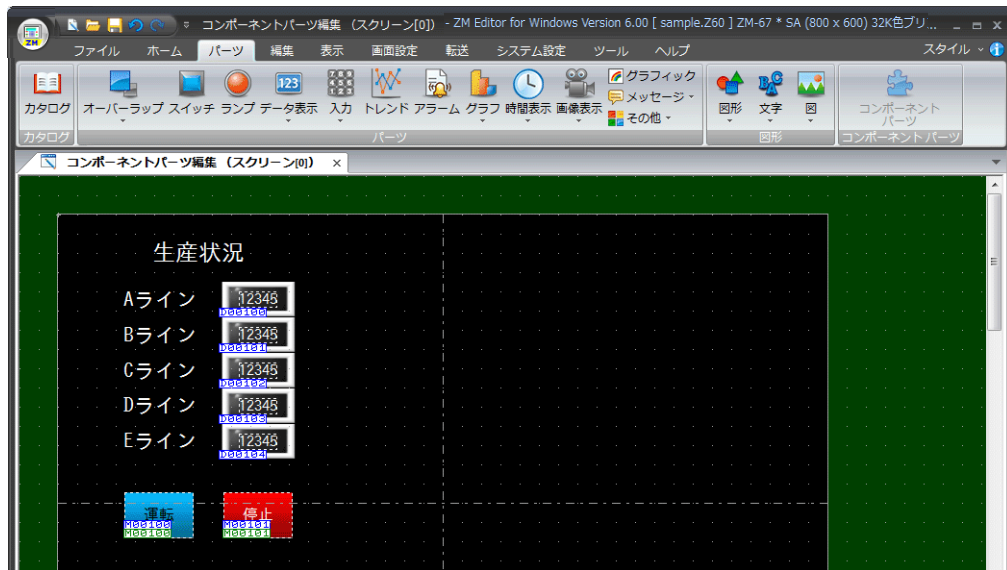 コンポーネントパーツ編集 (スクリーン[0]) - ZM Editor for Windows Version 6.00 [ sample.Z60 ] ZM-67 * SA (800 x 600) 32K色ブリ...
ZM
ファイル ホーム パーツ 編集 表示 画面設定 転送 システム設定 ツール ヘルプ スタイル
カタログ オーバーラップ スイッチ ランプ データ表示 入力 トレンド アラーム グラフ 時間表示 画像表示
123
グラフィック
メッセージ
その他
図形 文字 図
コンポーネント
パーツ
カタログ パーツ 図形 コンポーネント パーツ
コンポーネントパーツ編集 (スクリーン[0]) ×
生産状況
Aライン 12345
D00100
Bライン 12345
D00101
Cライン 12345
D00102
Dライン 12345
D00103
Eライン 12345
D00104
運転 停止
M00100 M00101
M00100 M00101